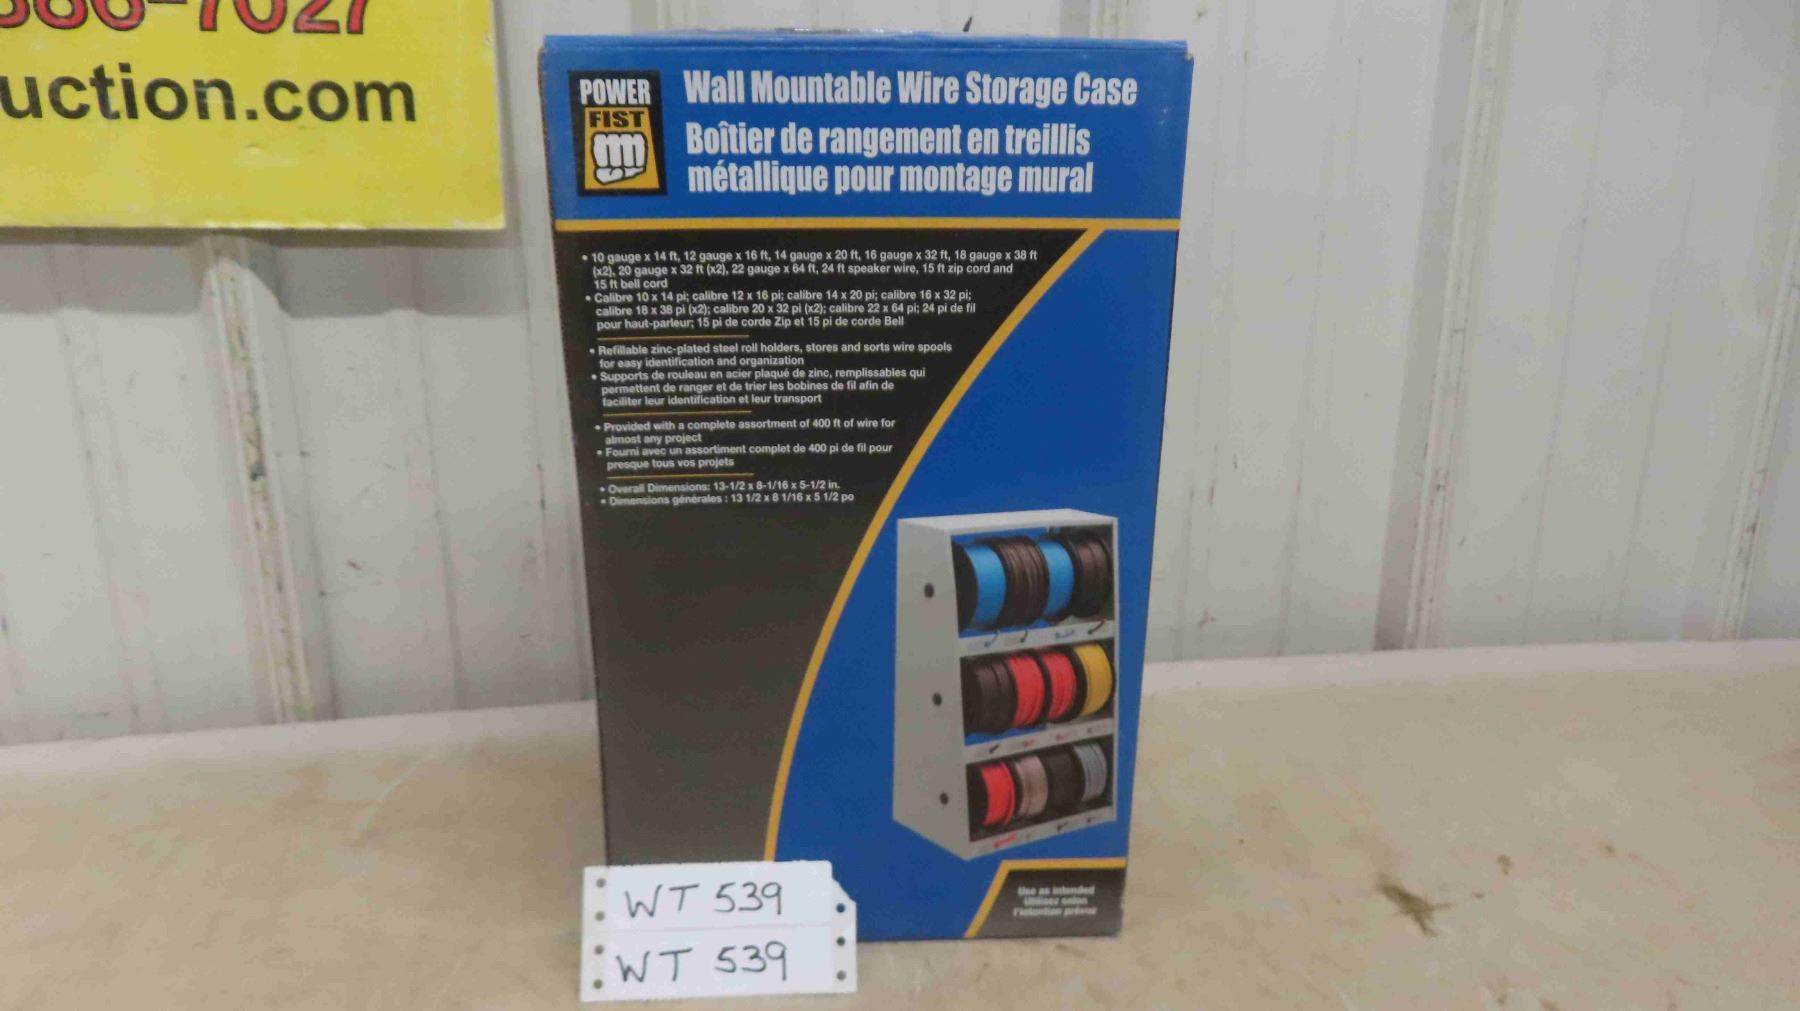 uction.com
POWER
FIST
Wall Mountable Wire Storage Case
Boîtier de rangement en treillis
métallique pour montage mural
• 10 gauge x 14 ft, 12 gauge x 16 ft, 14 gauge x 20 ft, 16 gauge x 32 ft, 18 gauge x 38 ft
(x2), 20 gauge x 32 ft (x2), 22 gauge x 64 ft, 24 ft speaker wire, 15 ft zip cord and
15 ft bell cord
• Calibre 10 x 14 pi; calibre 12 x 16 pi; calibre 14 x 20 pi; calibre 16 x 32 pi;
calibre 18 x 38 pi (x2); calibre 20 x 32 pi (x2); calibre 22 x 64 pi; 24 pi de fil
pour haut-parleur; 15 pi de corde Zip et 15 pi de corde Bell
• Refillable zinc-plated steel roll holders, stores and sorts wire spools
for easy identification and organization
• Supports de rouleau en acier plaqué de zinc, remplissables qui
permettent de ranger et de trier les bobines de fil afin de
faciliter leur identification et leur transport
• Provided with a complete assortment of 400 ft of wire for
almost any project
• Fourni avec un assortiment complet de 400 pi de fil pour
presque tous vos projets
• Overall Dimensions: 13-1/2 x 8-1/16 x 5-1/2 in.
• Dimensions générales : 13 1/2 x 8 1/16 x 5 1/2 po
Use as intended
Utilisez selon
l'intention prévue
WT 539
WT 539